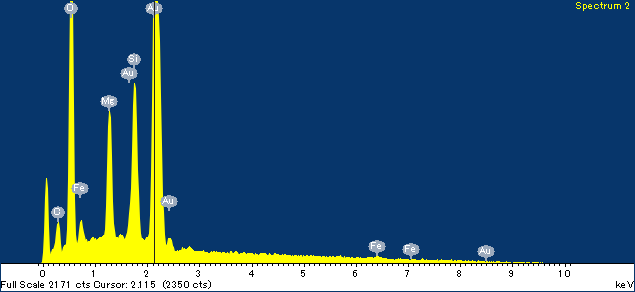 Spectrum 2
O
Au
Si
Au
Mg
Fe
Au
C
Fe
Fe
Au
0 1 2 3 4 5 6 7 8 9 10
Full Scale 2171 cts Cursor: 2.115 (2350 cts) keV